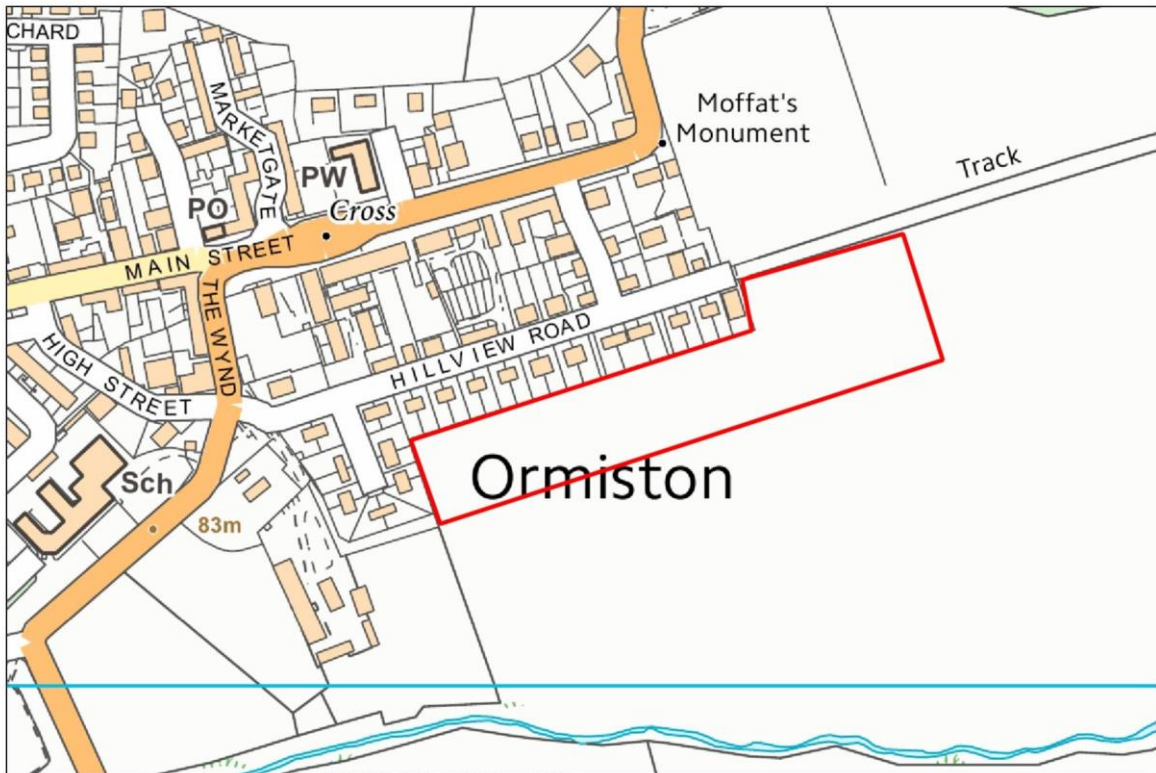 CHARD
MARKETGATE
Moffat's
Monument
Track
PW
PO
Cross
MAIN STREET
THE WYND
HILLVIEW ROAD
HIGH STREET
Ormiston
Sch
83m